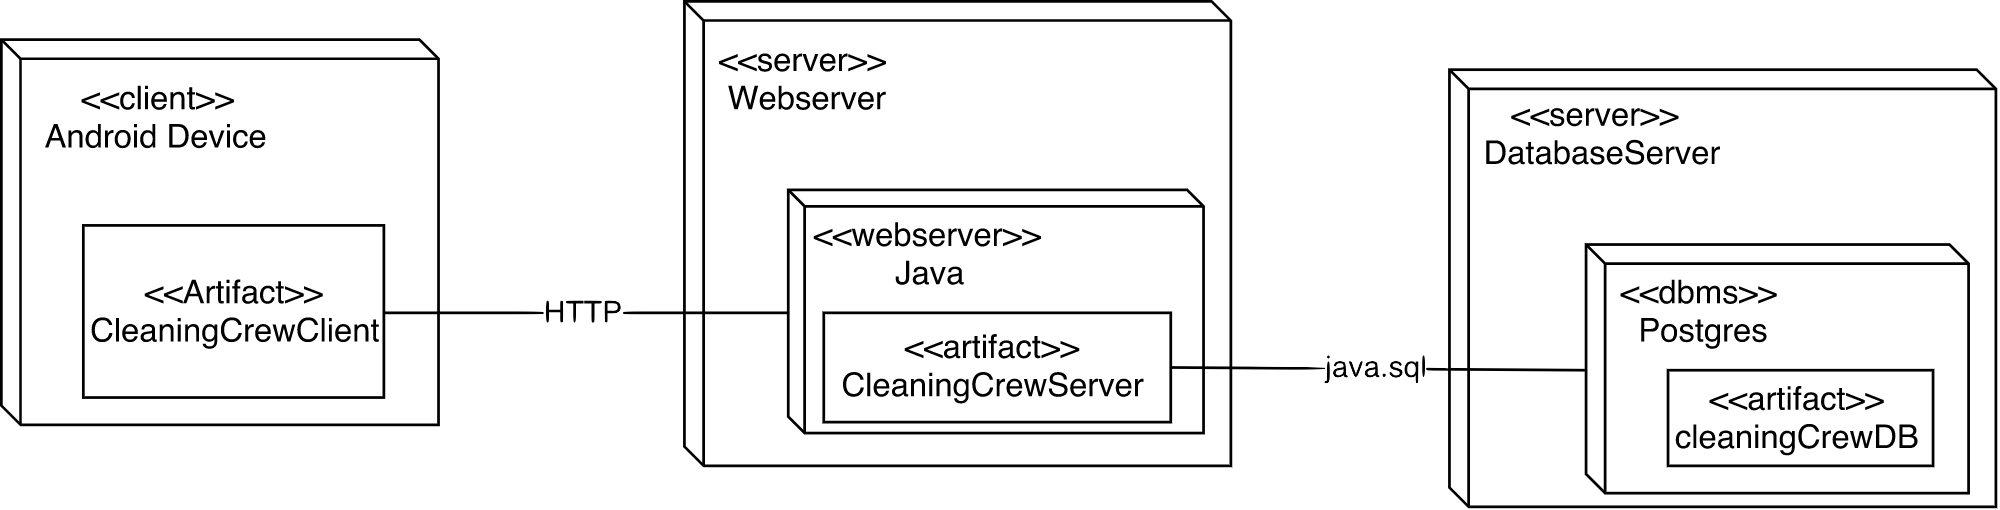 <<client>>
Android Device
<<Artifact>>
CleaningCrewClient
HTTP
<<server>>
Webserver
<<webserver>>
Java
<<artifact>>
CleaningCrewServer
java.sql
<<server>>
DatabaseServer
<<dbms>>
Postgres
<<artifact>>
cleaningCrewDB